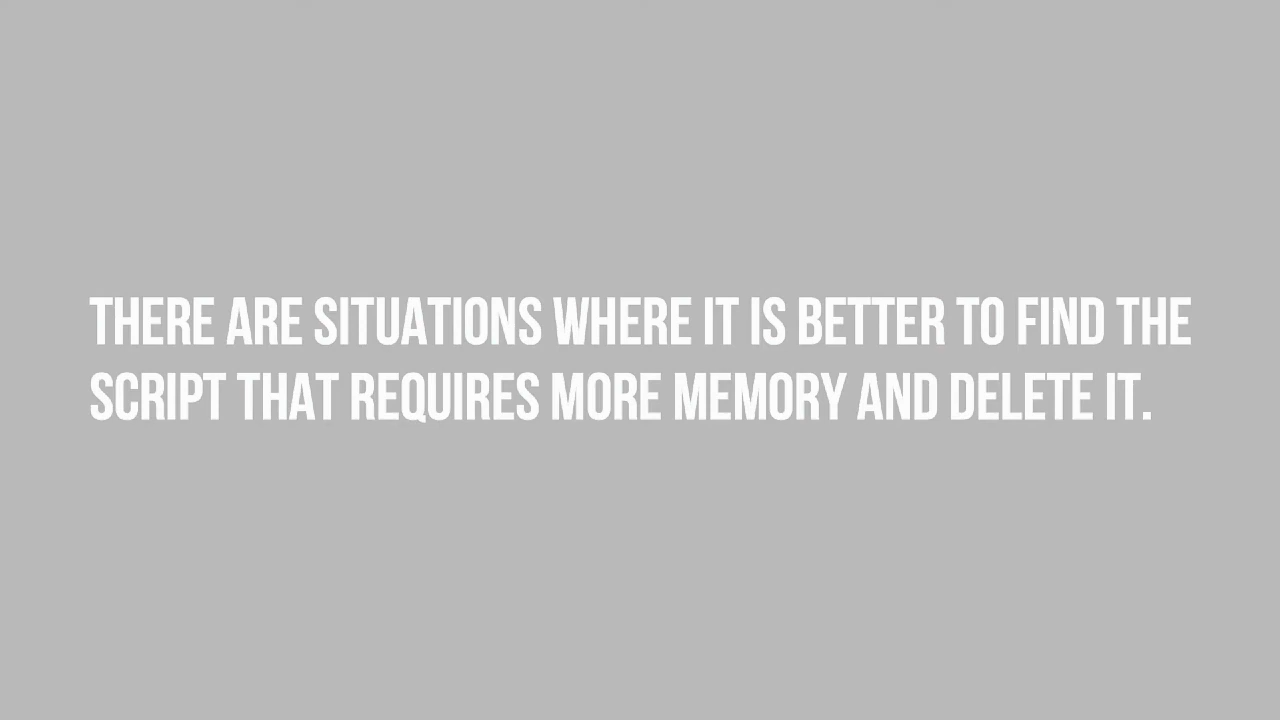 THERE ARE SITUATIONS WHERE IT IS BETTER TO FIND THE
SCRIPT THAT REQUIRES MORE MEMORY AND DELETE IT.